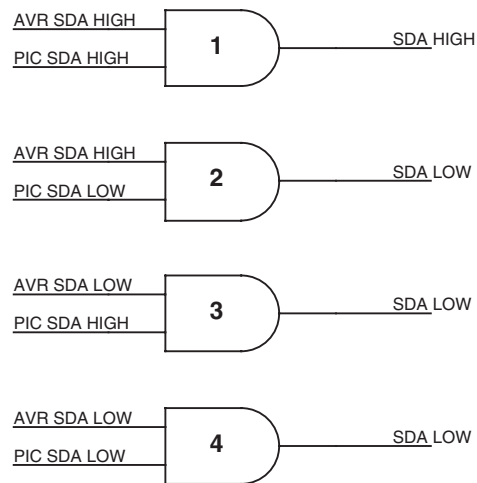 AVR SDA HIGH
PIC SDA HIGH
1
SDA HIGH
AVR SDA HIGH
PIC SDA LOW
2
SDA LOW
AVR SDA LOW
PIC SDA HIGH
3
SDA LOW
AVR SDA LOW
PIC SDA LOW
4
SDA LOW